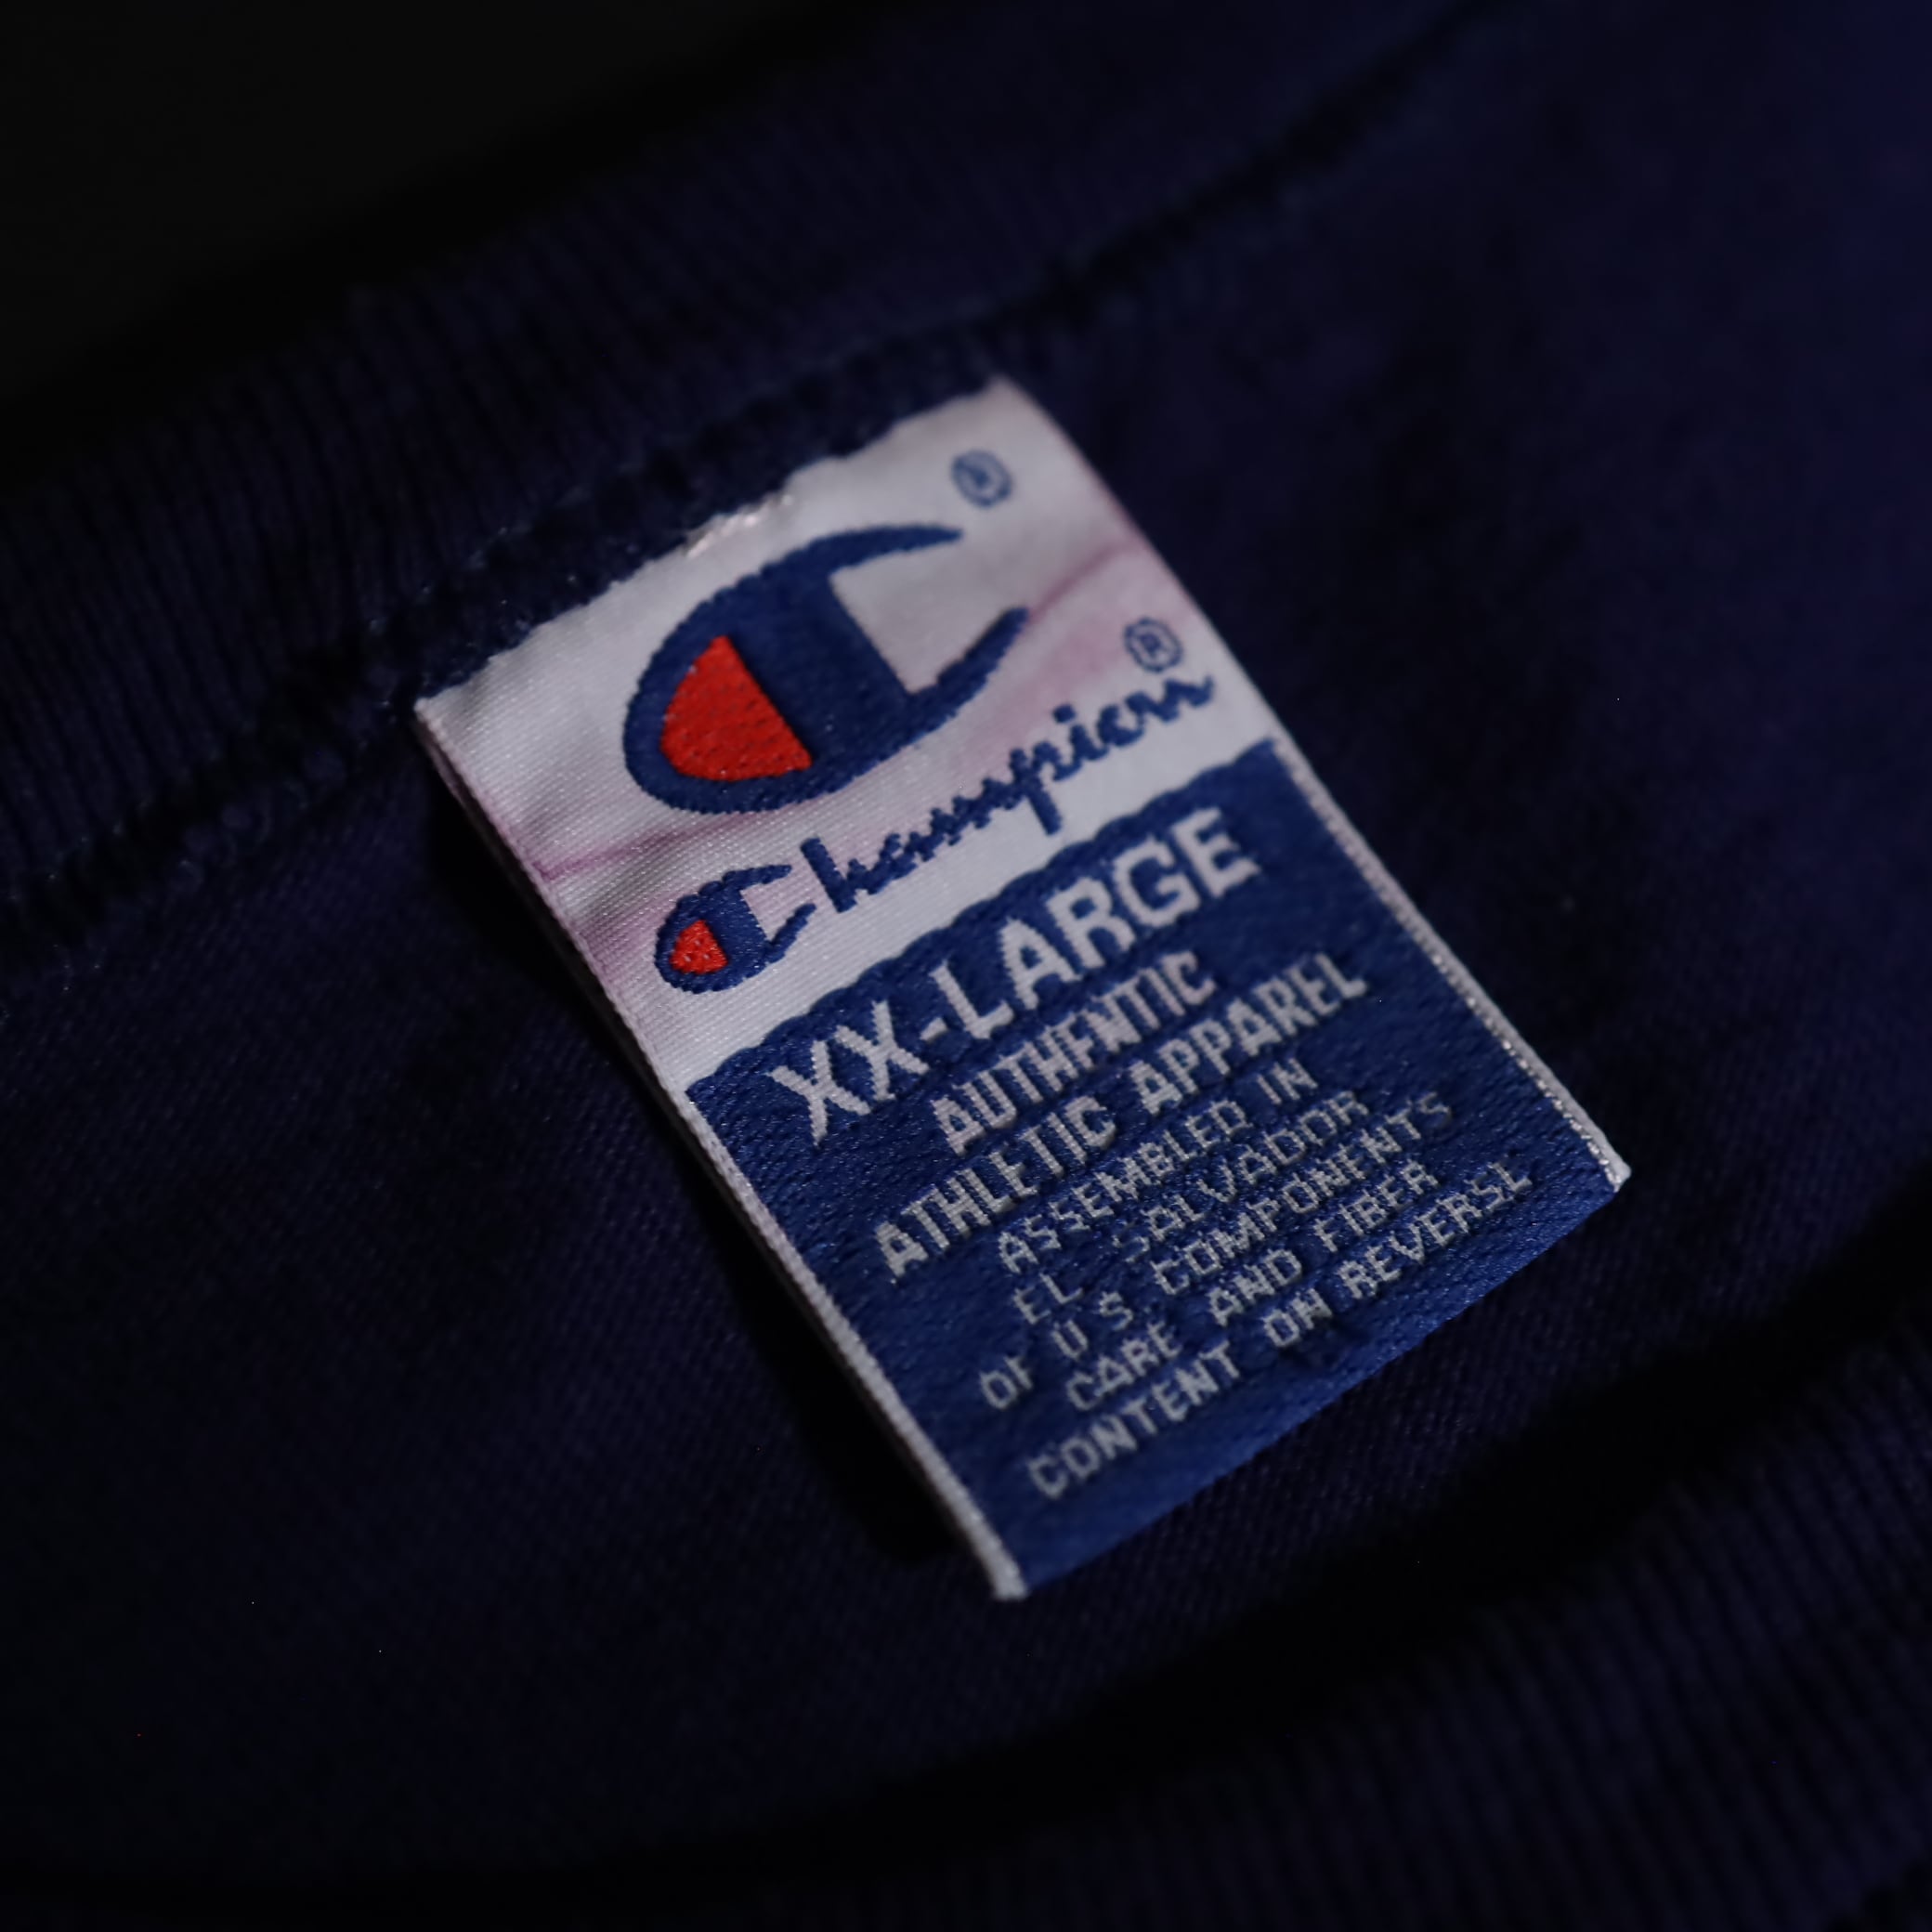 ®
Champion®
XX-LARGE
AUTHENTIC
ATHLETIC APPAREL
ASSEMBLED IN
EL SALVADOR
OF U.S. COMPONENTS
CARE AND FIBER
CONTENT ON REVERSE